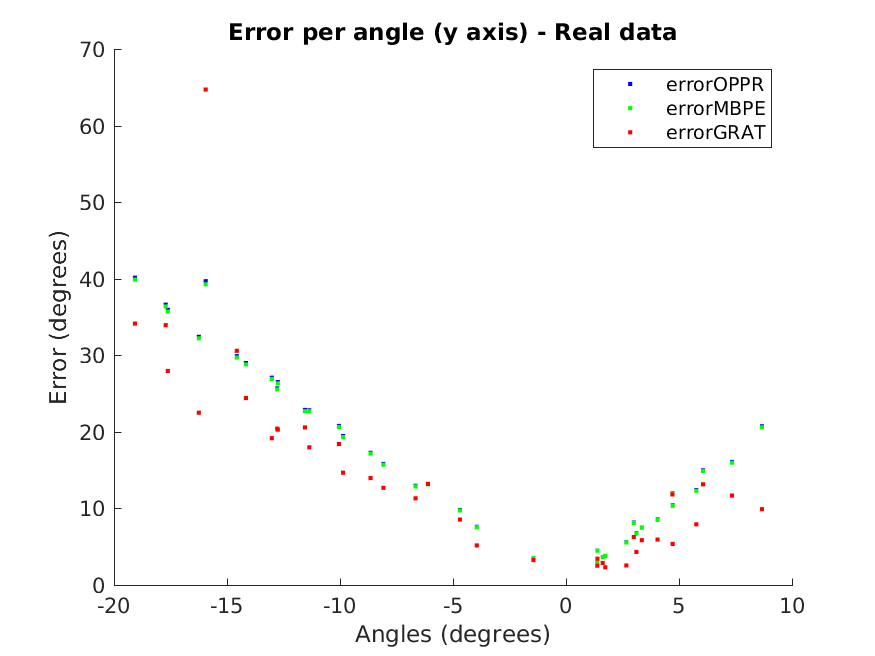 Error per angle (y axis) - Real data
errorOPPR
errorMBPE
errorGRAT
Error (degrees)
70
60
50
40
30
20
10
0
-20 -15 -10 -5 0 5 10
Angles (degrees)